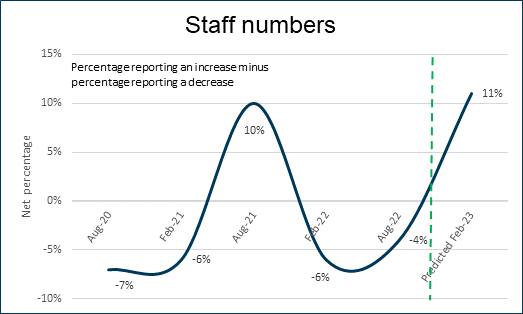 Staff numbers
15%
Percentage reporting an increase minus
percentage reporting a decrease
10%
5%
0%
-5%
-10%
Net percentage
Aug-20
Feb-21
Aug-21
Feb-22
Aug-22
Predicted Feb-23
-7%
-6%
10%
-6%
-4%
11%